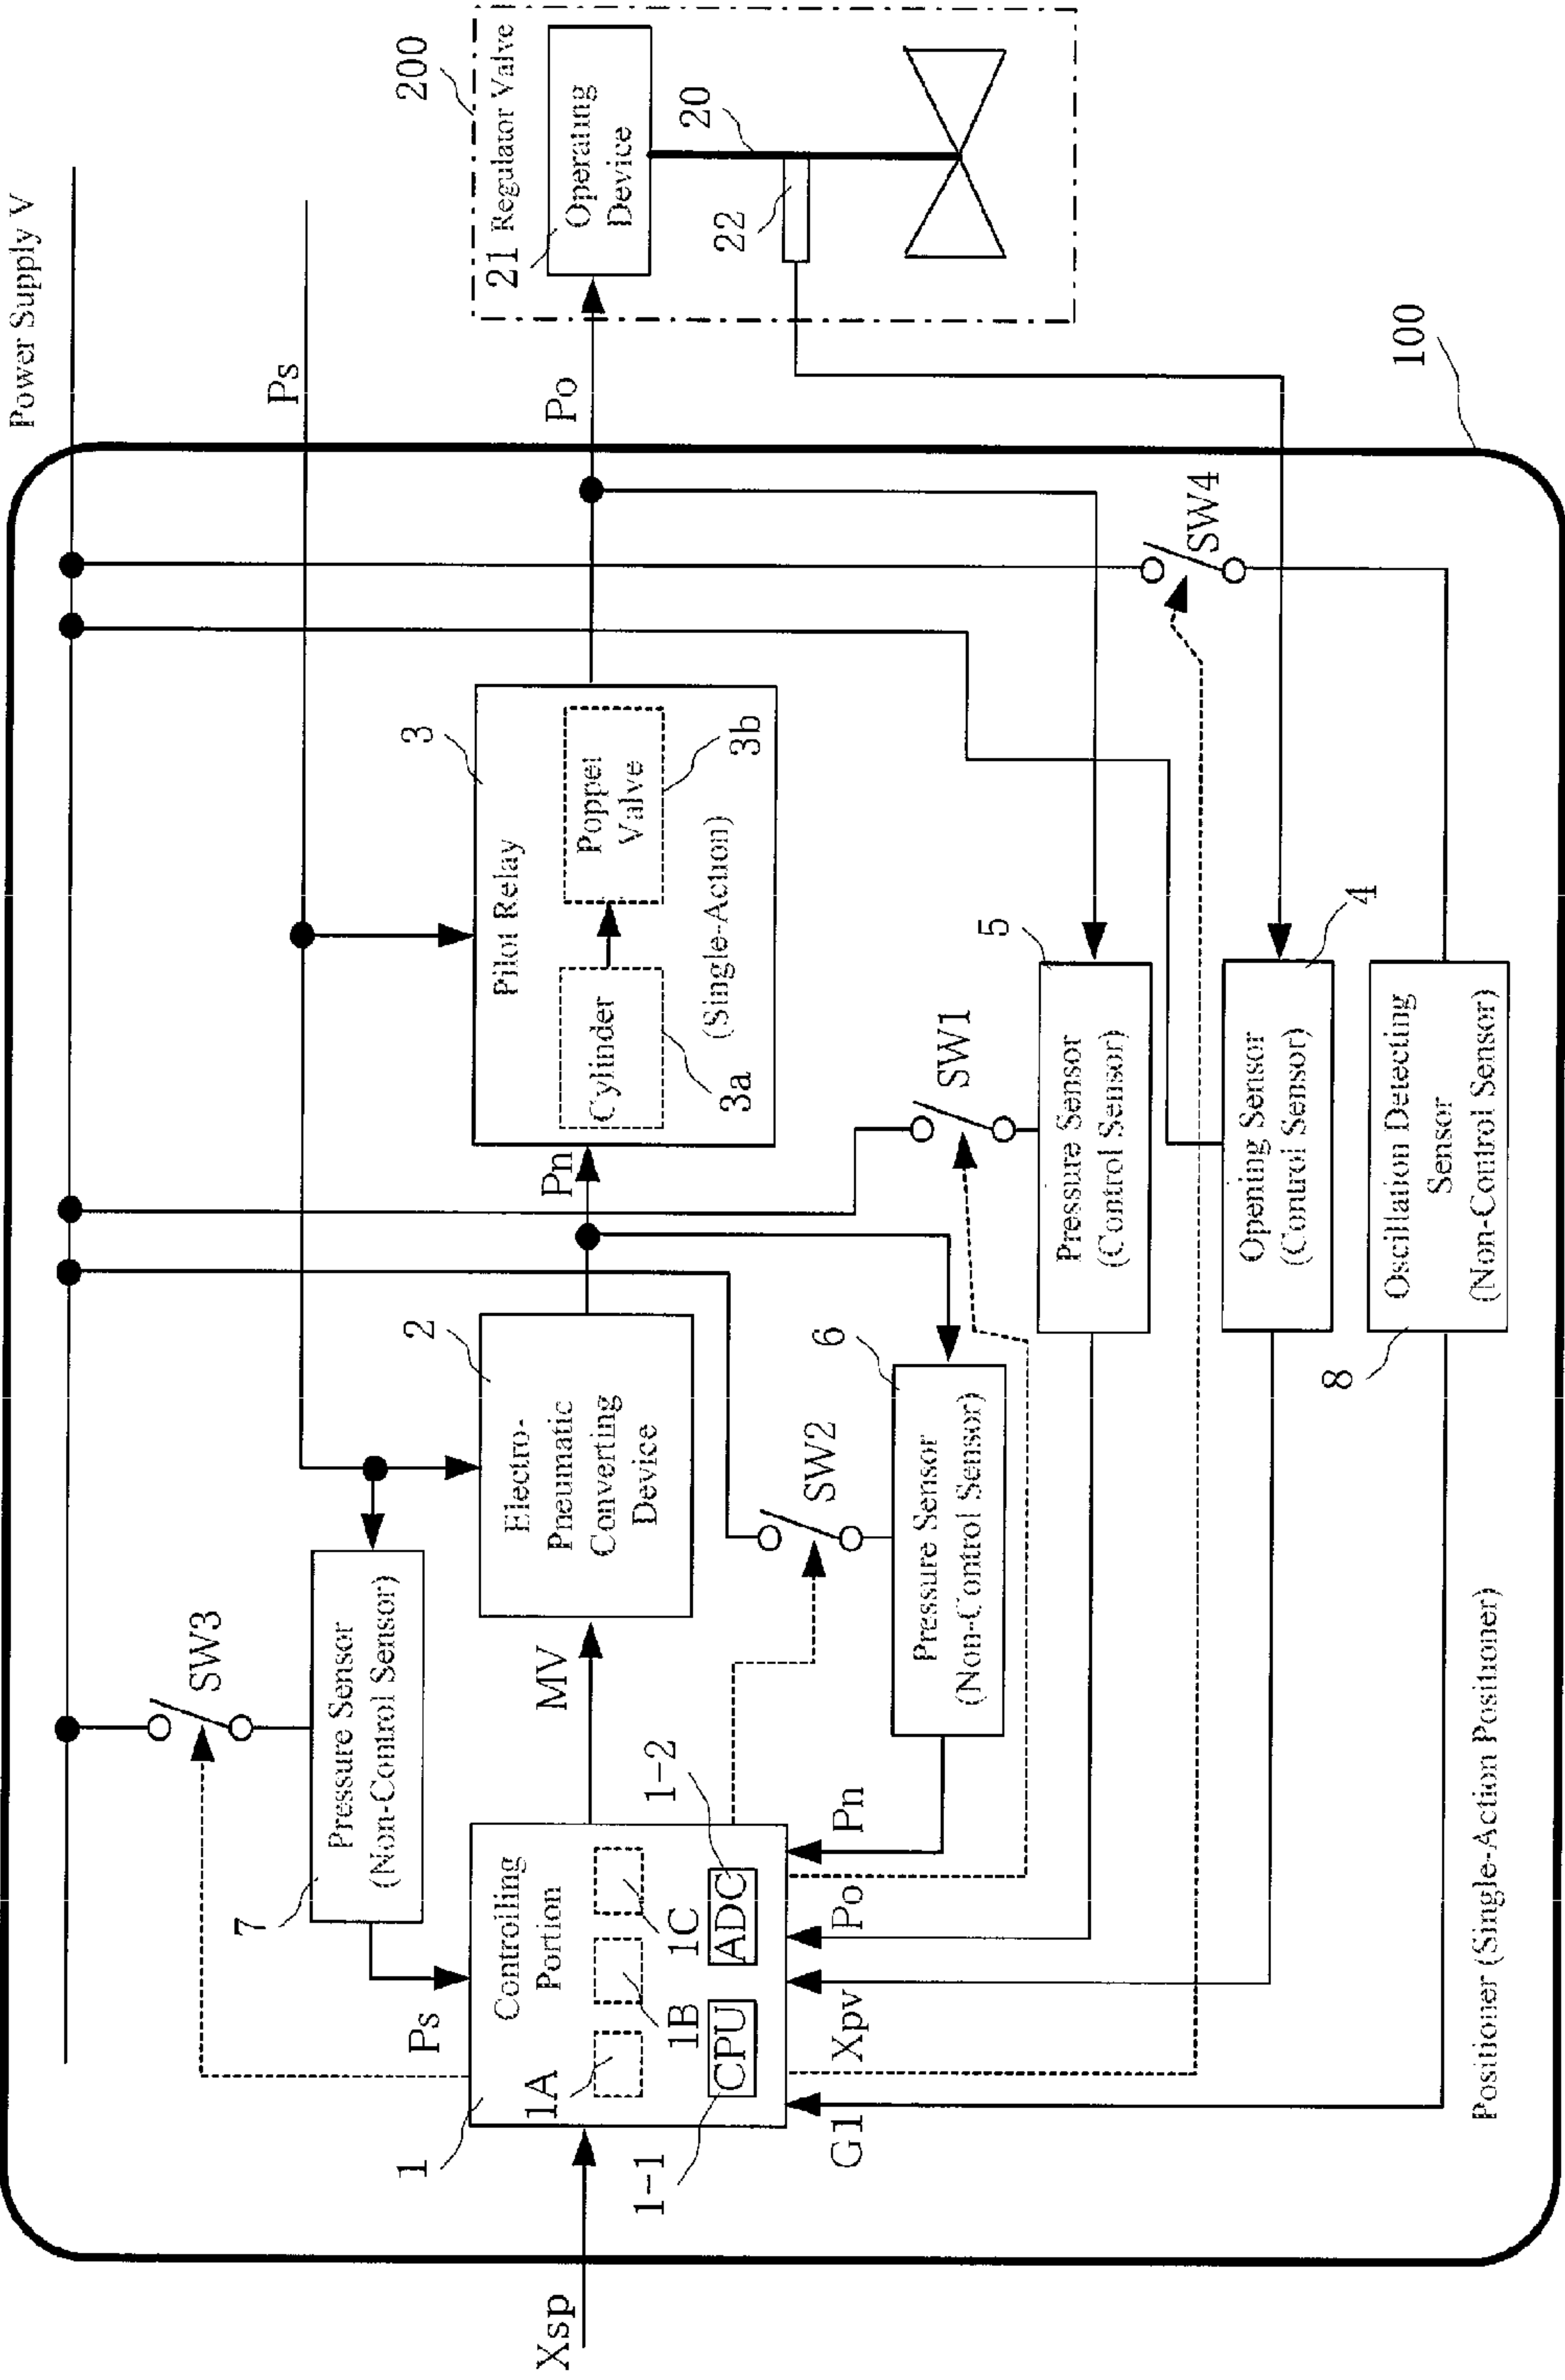 Power Supply V
Ps
200
21 Regulator Valve
Operating
Device
20
22
Po
100
SW3
7
Pressure Sensor
(Non-Control Sensor)
Ps
2
Electro-
Pneumatic
Converting
Device
MV
Pn
3
Pilot Relay
Cylinder
Poppet
Valve
3a
3b
(Single-Action)
Xsp
1
Controlling
Portion
1A
1B
1C
CPU
ADC
1-1
1-2
SW2
6
Pressure Sensor
(Non-Control Sensor)
Pn
SW1
5
Pressure Sensor
(Control Sensor)
Po
SW4
4
Opening Sensor
(Control Sensor)
Xpv
8
Oscillation Detecting
Sensor
(Non-Control Sensor)
G1
Positioner (Single-Action Positioner)